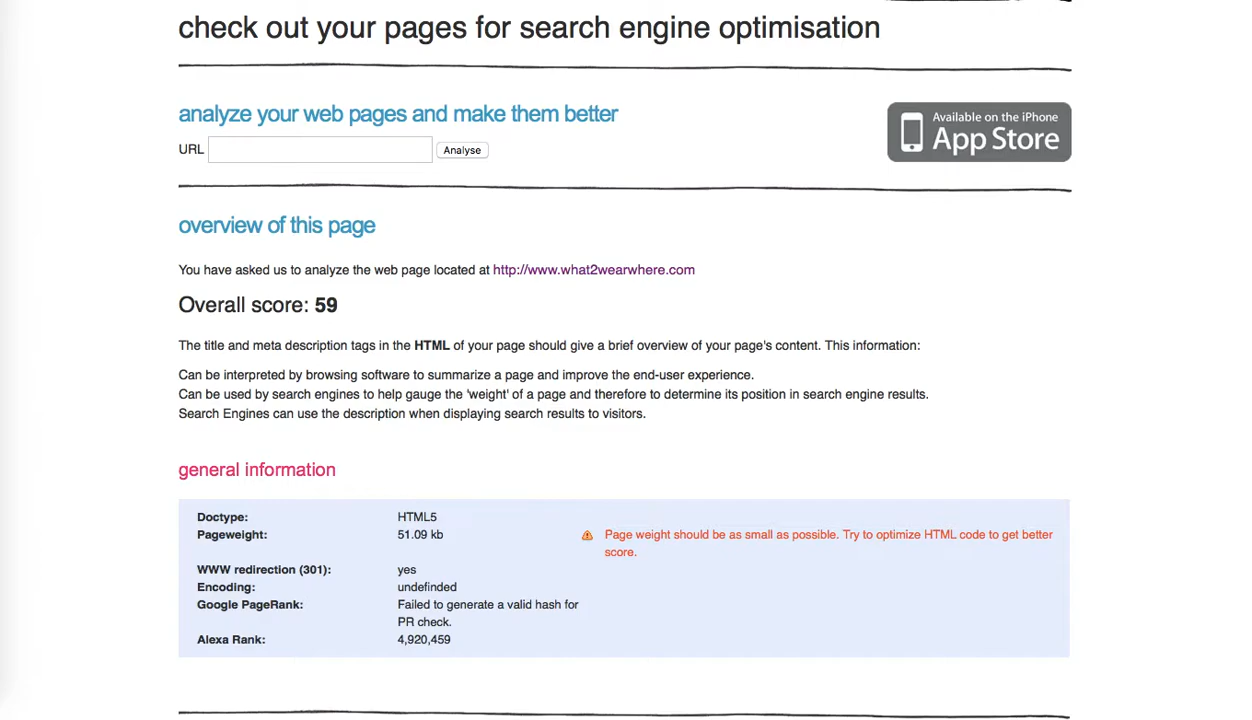 check out your pages for search engine optimisation
analyze your web pages and make them better
URL
Analyse
Available on the iPhone
App Store
overview of this page
You have asked us to analyze the web page located at http://www.what2wearwhere.com
Overall score: 59
The title and meta description tags in the HTML of your page should give a brief overview of your page's content. This information:
Can be interpreted by browsing software to summarize a page and improve the end-user experience.
Can be used by search engines to help gauge the 'weight' of a page and therefore to determine its position in search engine results.
Search Engines can use the description when displaying search results to visitors.
general information
Doctype: HTML5
Pageweight: 51.09 kb Page weight should be as small as possible. Try to optimize HTML code to get better
score.
WWW redirection (301): yes
Encoding: undefinded
Google PageRank: Failed to generate a valid hash for
PR check.
Alexa Rank: 4,920,459